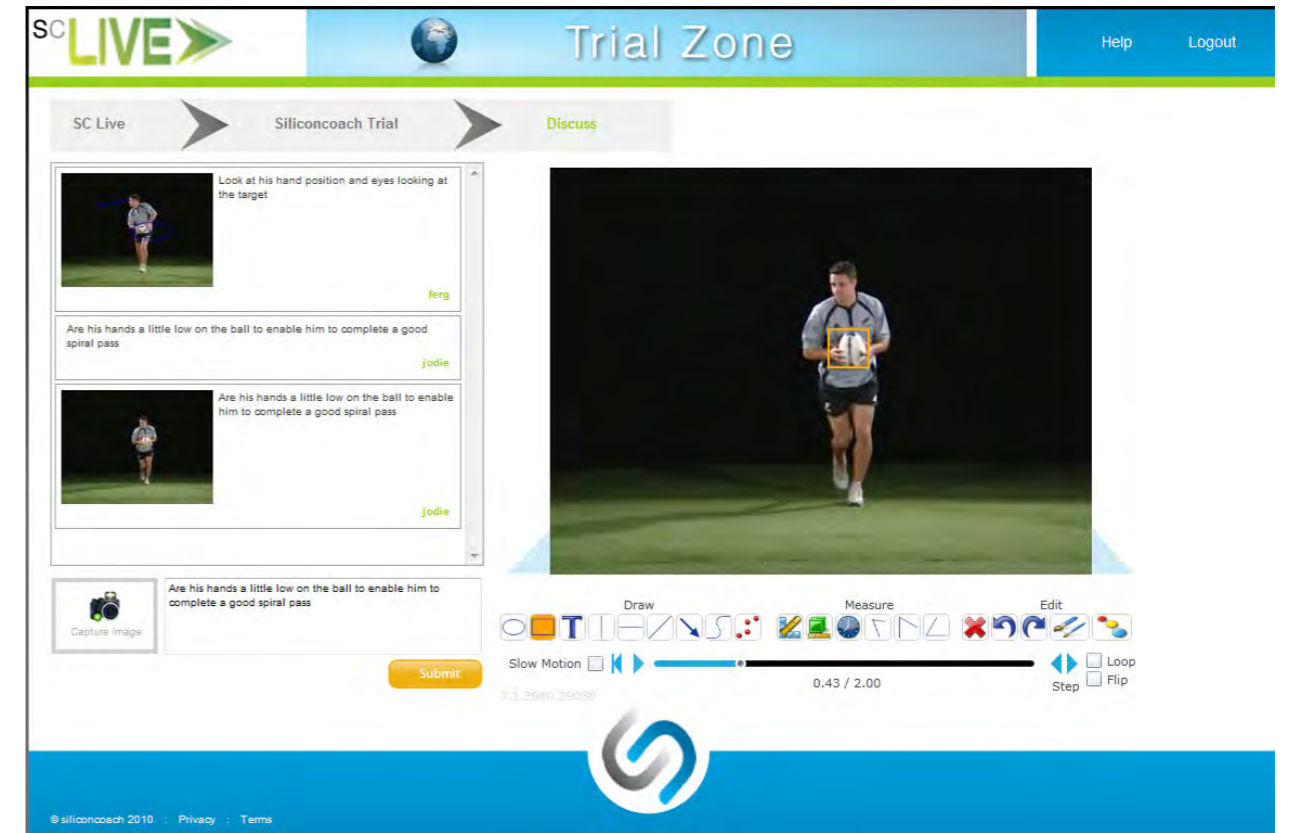 SC LIVE
Trial Zone
Help
Logout
SC Live
Siliconcoach Trial
Discuss
Look at his hand position and eyes looking at
the target
ferg
Are his hands a little low on the ball to enable him to complete a good
spiral pass
jodie
Are his hands a little low on the ball to enable
him to complete a good spiral pass
jodie
Capture Image
Are his hands a little low on the ball to enable him to
complete a good spiral pass
Submit
Draw
Measure
Edit
T
Slow Motion
0.43 / 2.00
Step
Loop
Flip
© siliconcoach 2010 : Privacy : Terms